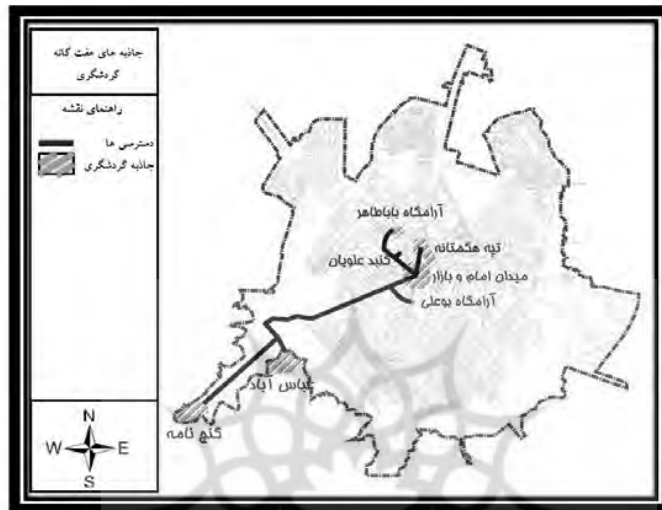 جاذبه های هفت گانه
گردشگری
راهنمای نقشه
دسترسی ها
جاذبه گردشگری
آرامگاه باباطاهر
تپه هگمتانه
گنبد علویان
میدان امام و بازار
آرامگاه بوعلی
عباس آباد
گنج نامه
N
W E
S